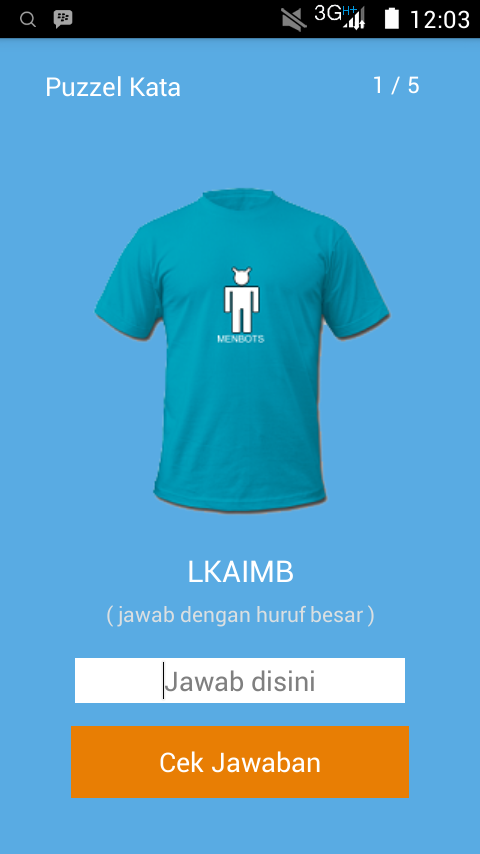 3G H+ 12:03
Puzzel Kata 1 / 5
MENBOTS
LKAIMB
( jawab dengan huruf besar )
Jawab disini
Cek Jawaban